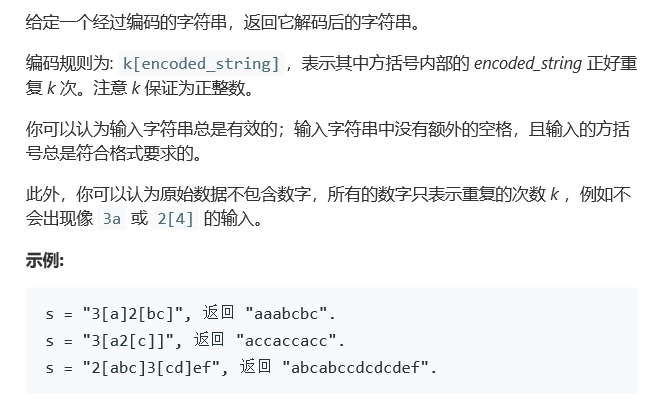 给定一个经过编码的字符串，返回它解码后的字符串。
编码规则为: k[encoded_string]，表示其中方括号内部的 encoded_string 正好重
复 k 次。注意 k 保证为正整数。
你可以认为输入字符串总是有效的；输入字符串中没有额外的空格，且输入的方括
号总是符合格式要求的。
此外，你可以认为原始数据不包含数字，所有的数字只表示重复的次数 k ，例如不
会出现像 3a 或 2[4] 的输入。
示例:
s = "3[a]2[bc]", 返回 "aaabcbc".
s = "3[a2[c]]", 返回 "accaccacc".
s = "2[abc]3[cd]ef", 返回 "abcabccdcdcdef".